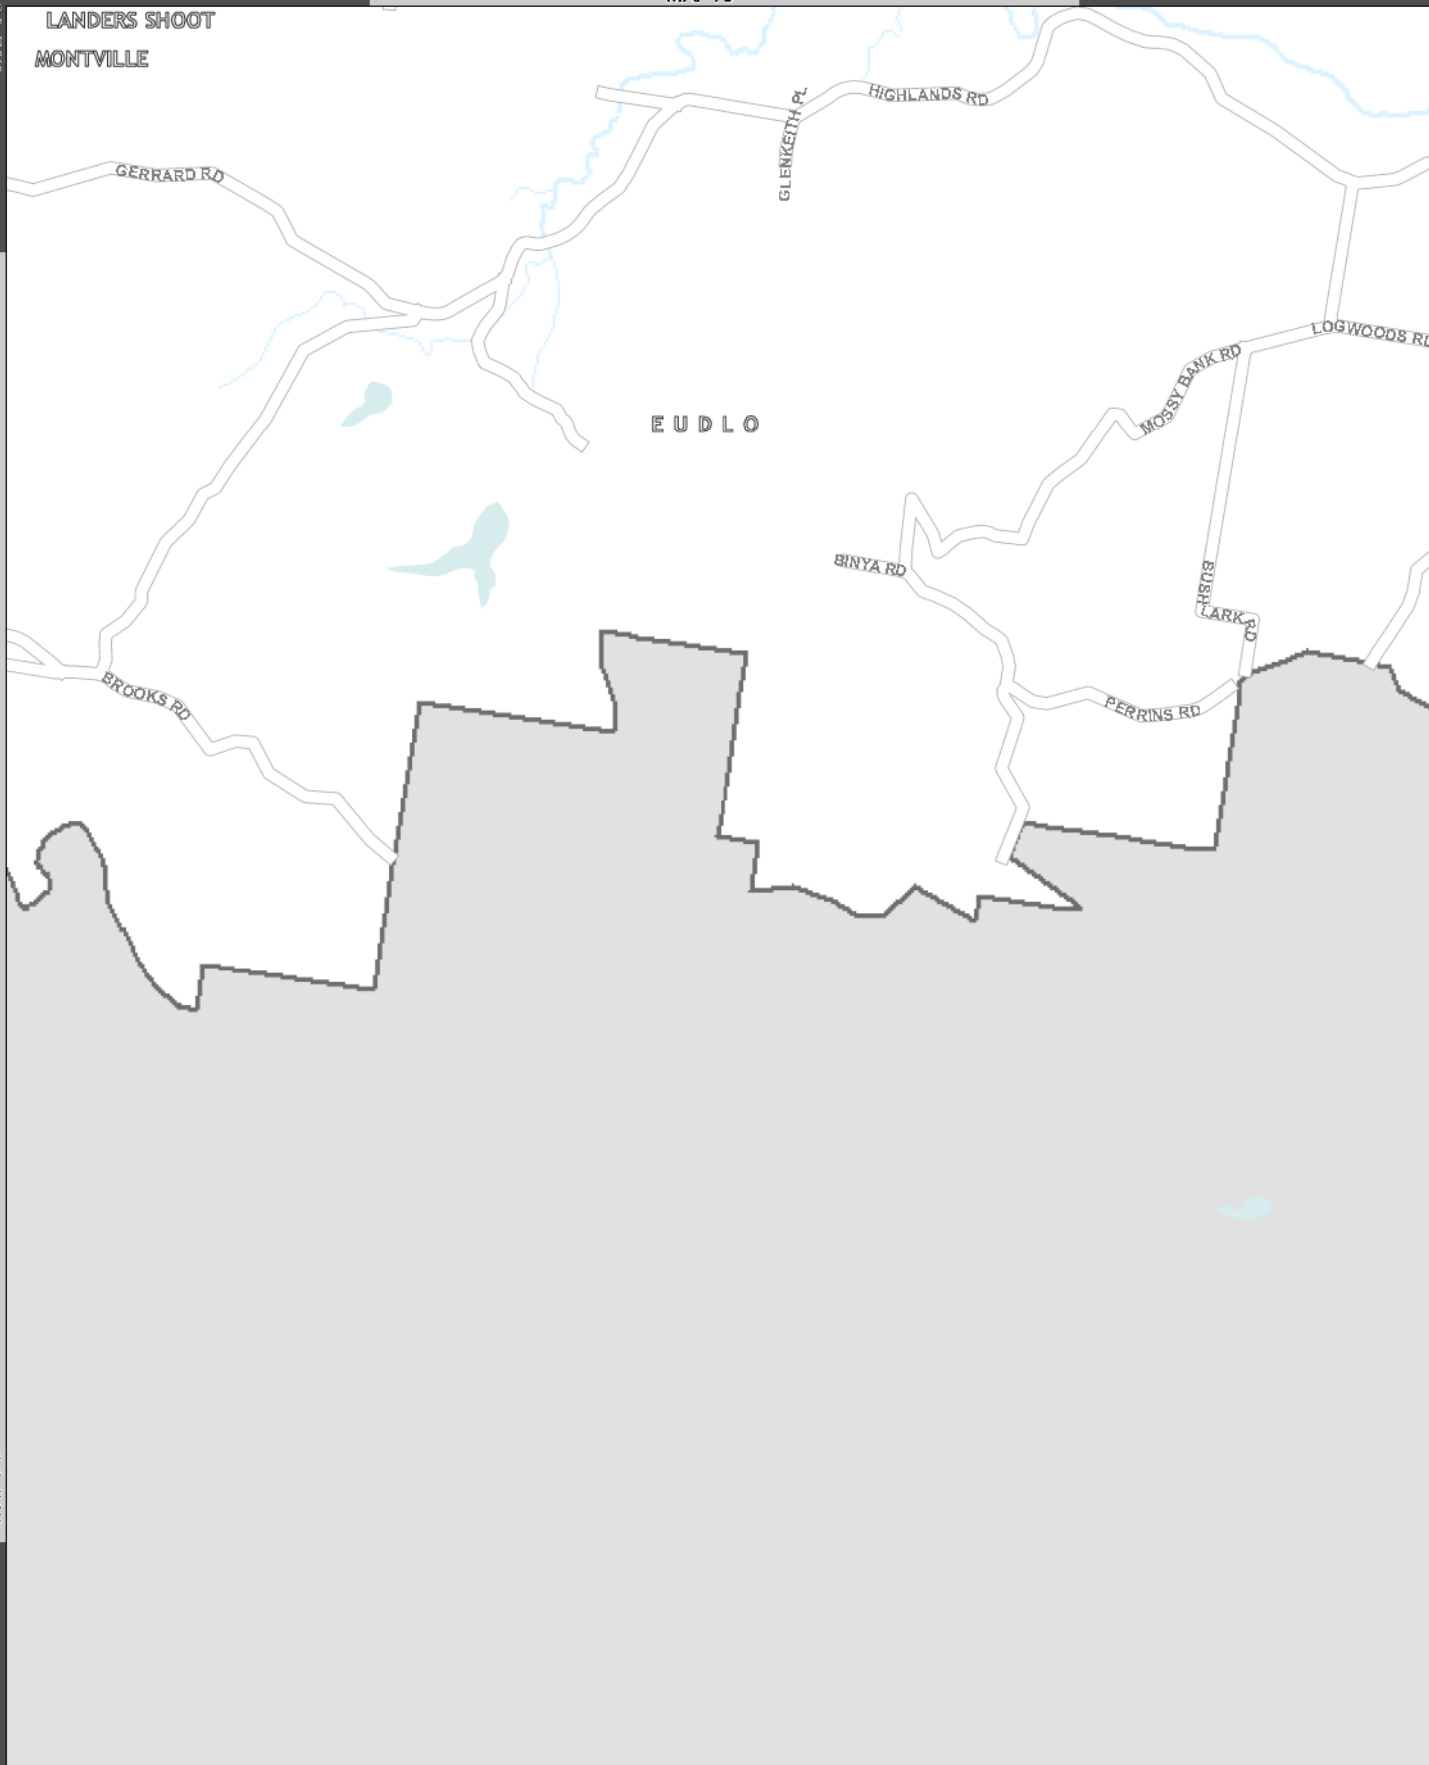 LANDERS SHOOT
MONTVILLE
GLENKEITH PL
HIGHLANDS RD
GERRARD RD
LOGWOODS RD
MOSSY BANK RD
EUDLO
BINYA RD
BUSH
LARK RD
BROOKS RD
PERRINS RD